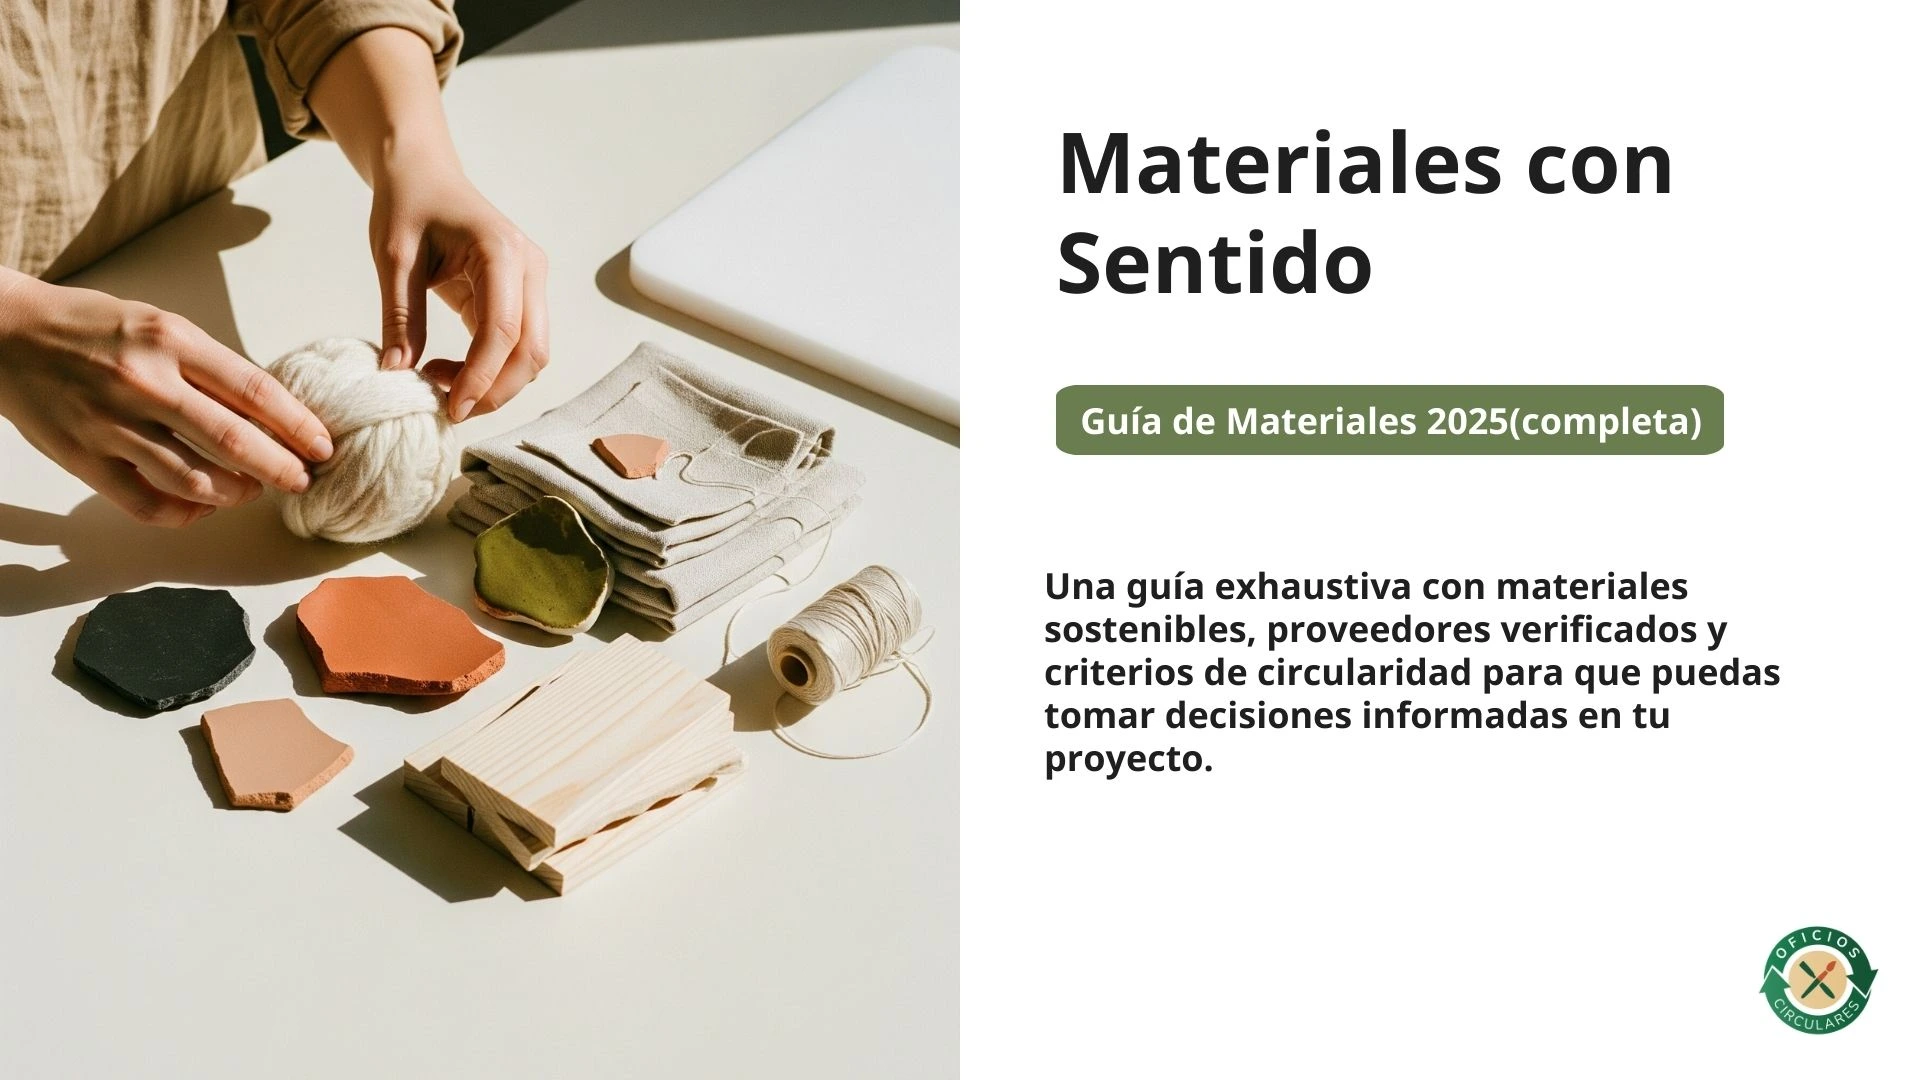 Materiales con
Sentido
Guía de Materiales 2025(completa)
Una guía exhaustiva con materiales
sostenibles, proveedores verificados y
criterios de circularidad para que puedas
tomar decisiones informadas en tu
proyecto.
OFICIOS
CIRCULARES